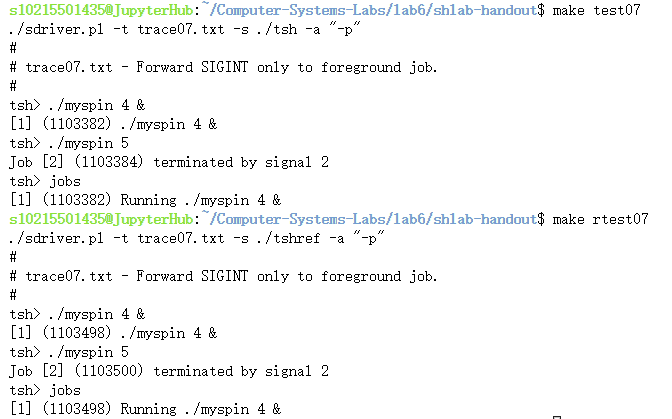 s10215501435@JupyterHub:~/Computer-Systems-Labs/lab6/shlab-handout$ make test07
./sdriver.pl -t trace07.txt -s ./tsh -a "-p"
#
# trace07.txt - Forward SIGINT only to foreground job.
#
tsh> ./myspin 4 &
[1] (1103382) ./myspin 4 &
tsh> ./myspin 5
Job [2] (1103384) terminated by signal 2
tsh> jobs
[1] (1103382) Running ./myspin 4 &
s10215501435@JupyterHub:~/Computer-Systems-Labs/lab6/shlab-handout$ make rtest07
./sdriver.pl -t trace07.txt -s ./tshref -a "-p"
#
# trace07.txt - Forward SIGINT only to foreground job.
#
tsh> ./myspin 4 &
[1] (1103498) ./myspin 4 &
tsh> ./myspin 5
Job [2] (1103500) terminated by signal 2
tsh> jobs
[1] (1103498) Running ./myspin 4 &